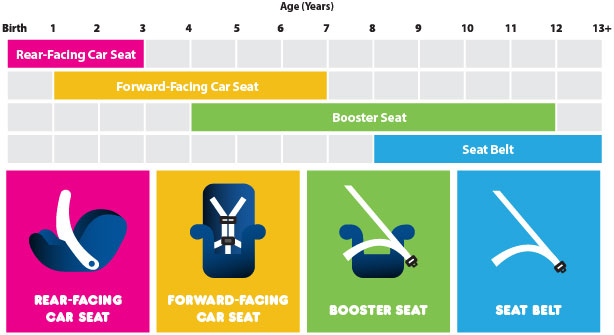 Age (Years)
Birth 1 2 3 4 5 6 7 8 9 10 11 12 13+
Rear-Facing Car Seat
Forward-Facing Car Seat
Booster Seat
Seat Belt
REAR-FACING
CAR SEAT
FORWARD-FACING
CAR SEAT
BOOSTER SEAT
SEAT BELT